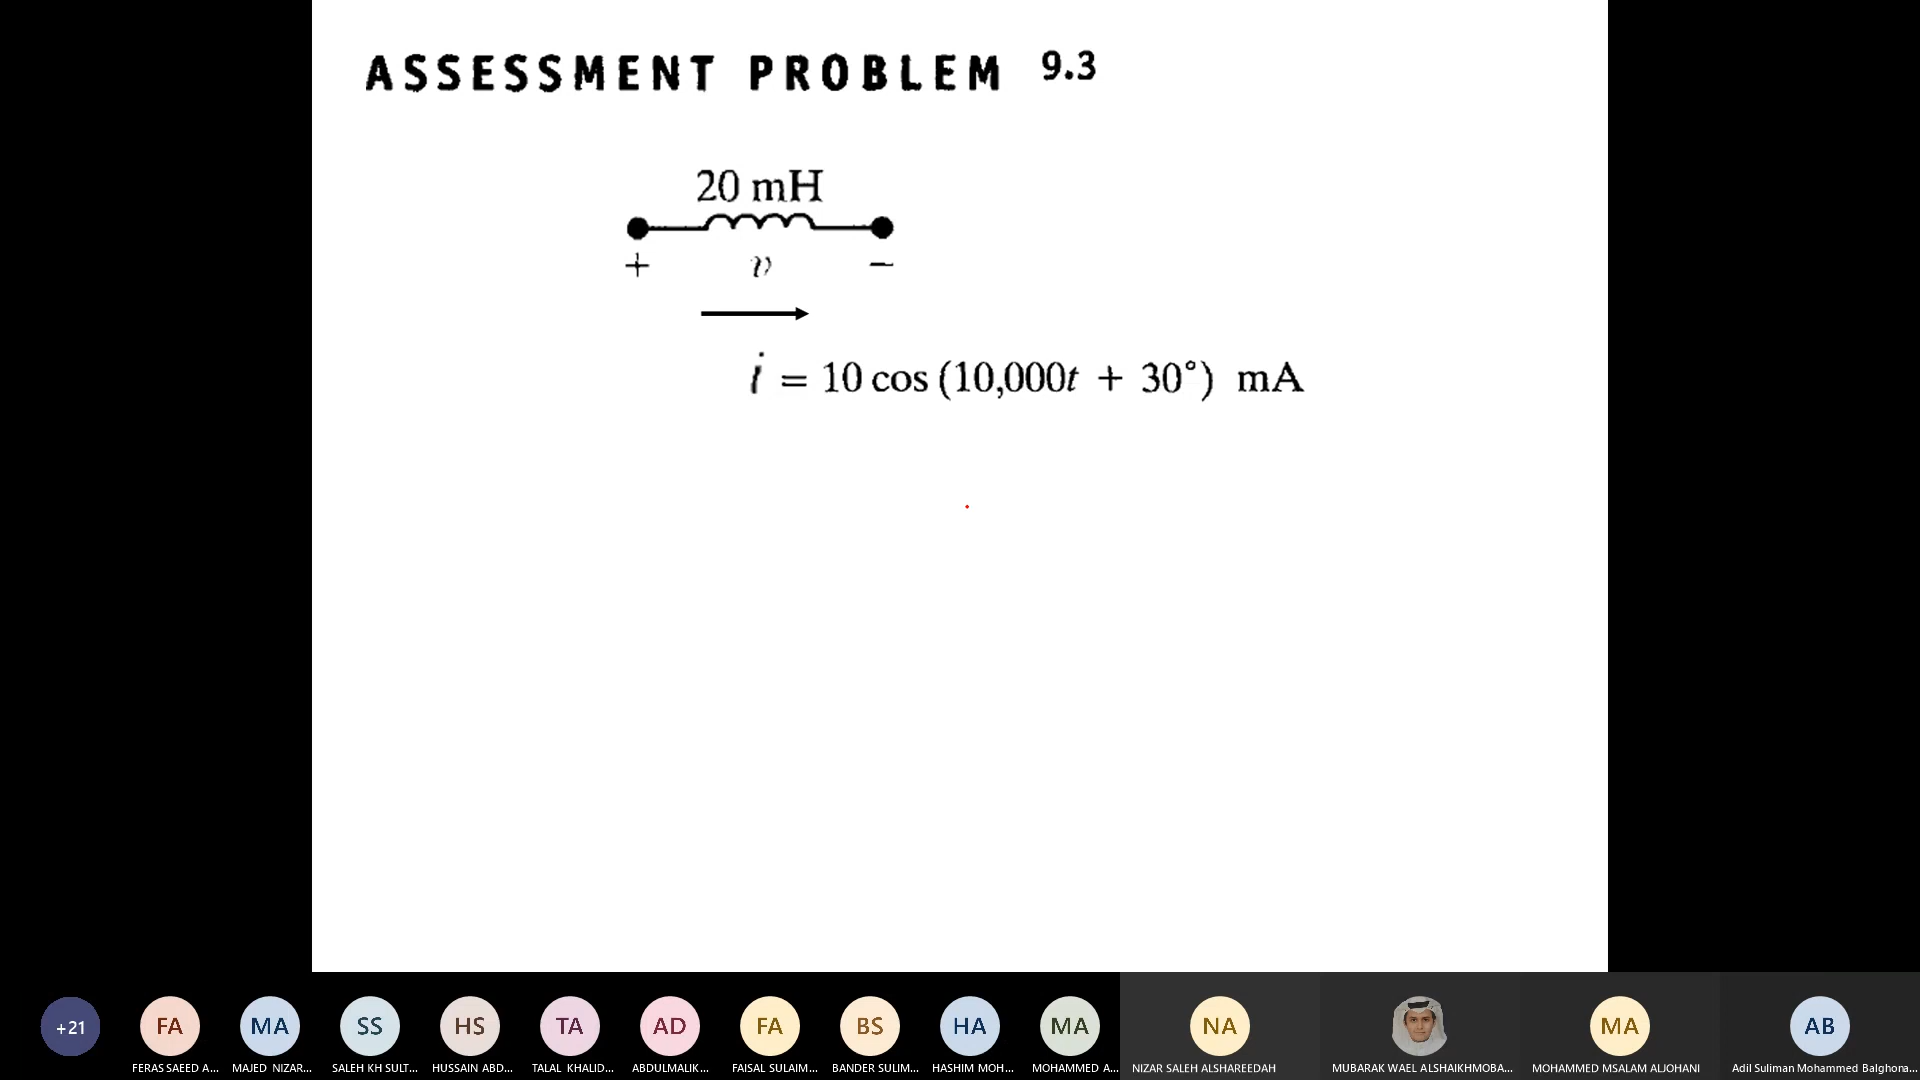 ASSESSMENT PROBLEM 9.3
20 mH
+ v −
i = 10 cos (10,000t + 30°) mA
+21
FA
MA
SS
HS
TA
AD
FA
BS
HA
MA
NA
MA
AB
FERAS SAEED A...
MAJED NIZAR...
SALEH KH SULT...
HUSSAIN ABD...
TALAL KHALID...
ABDULMALIK...
FAISAL SULAIM...
BANDER SULIM...
HASHIM MOH...
MOHAMMED A...
NIZAR SALEH ALSHAREEDAH
MUBARAK WAEL ALSHAIKHMOBA...
MOHAMMED MSALAM ALJOHANI
Adil Suliman Mohammed Balghona...